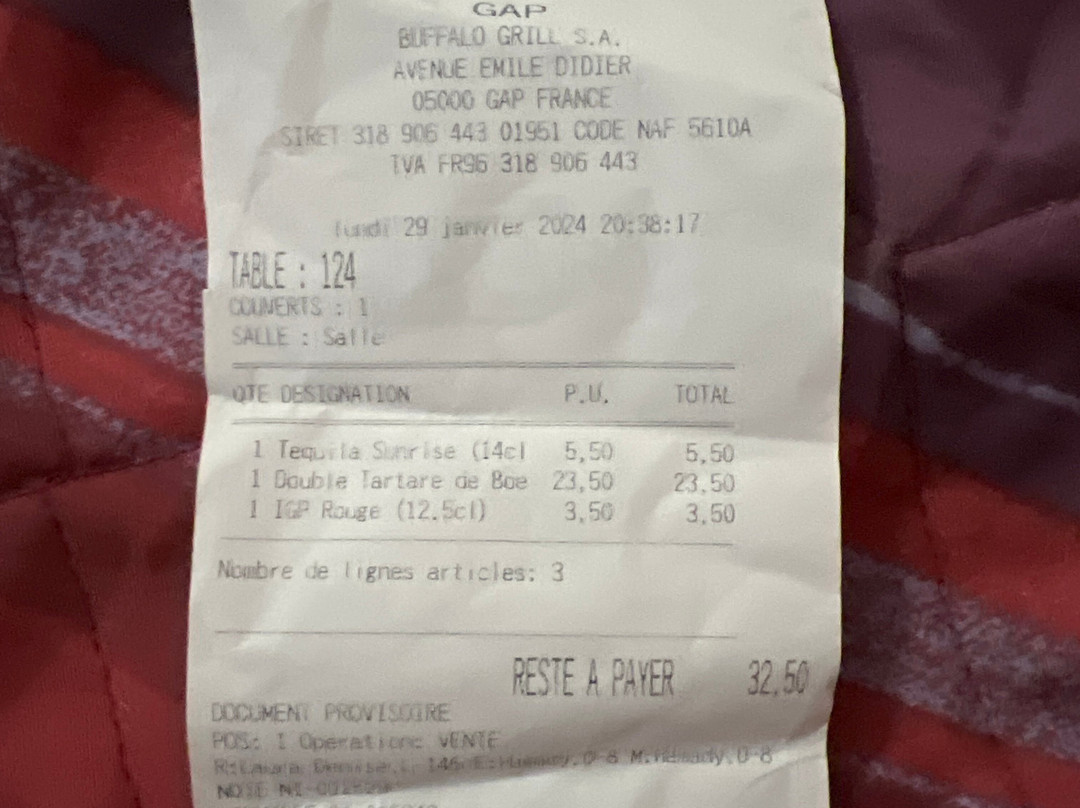 GAP
BUFFALO GRILL S.A.
AVENUE EMILE DIDIER
05000 GAP FRANCE
SIRET 318 906 443 01951 CODE NAF 5610A
TVA FR96 318 906 443
lundi 29 janvier 2024 20:38:17
TABLE : 124
COUVERTS : 1
SALLE : Salle
QTE DESIGNATION P.U. TOTAL
1 Tequila Sunrise (14cl 5,50 5,50
1 Double Tartare de Boe 23,50 23,50
1 IGP Rouge (12.5cl) 3,50 3,50
Nombre de lignes articles: 3
RESTE A PAYER 32,50
DOCUMENT PROVISOIRE
POS: 1 Operation: VENTE
NOTE